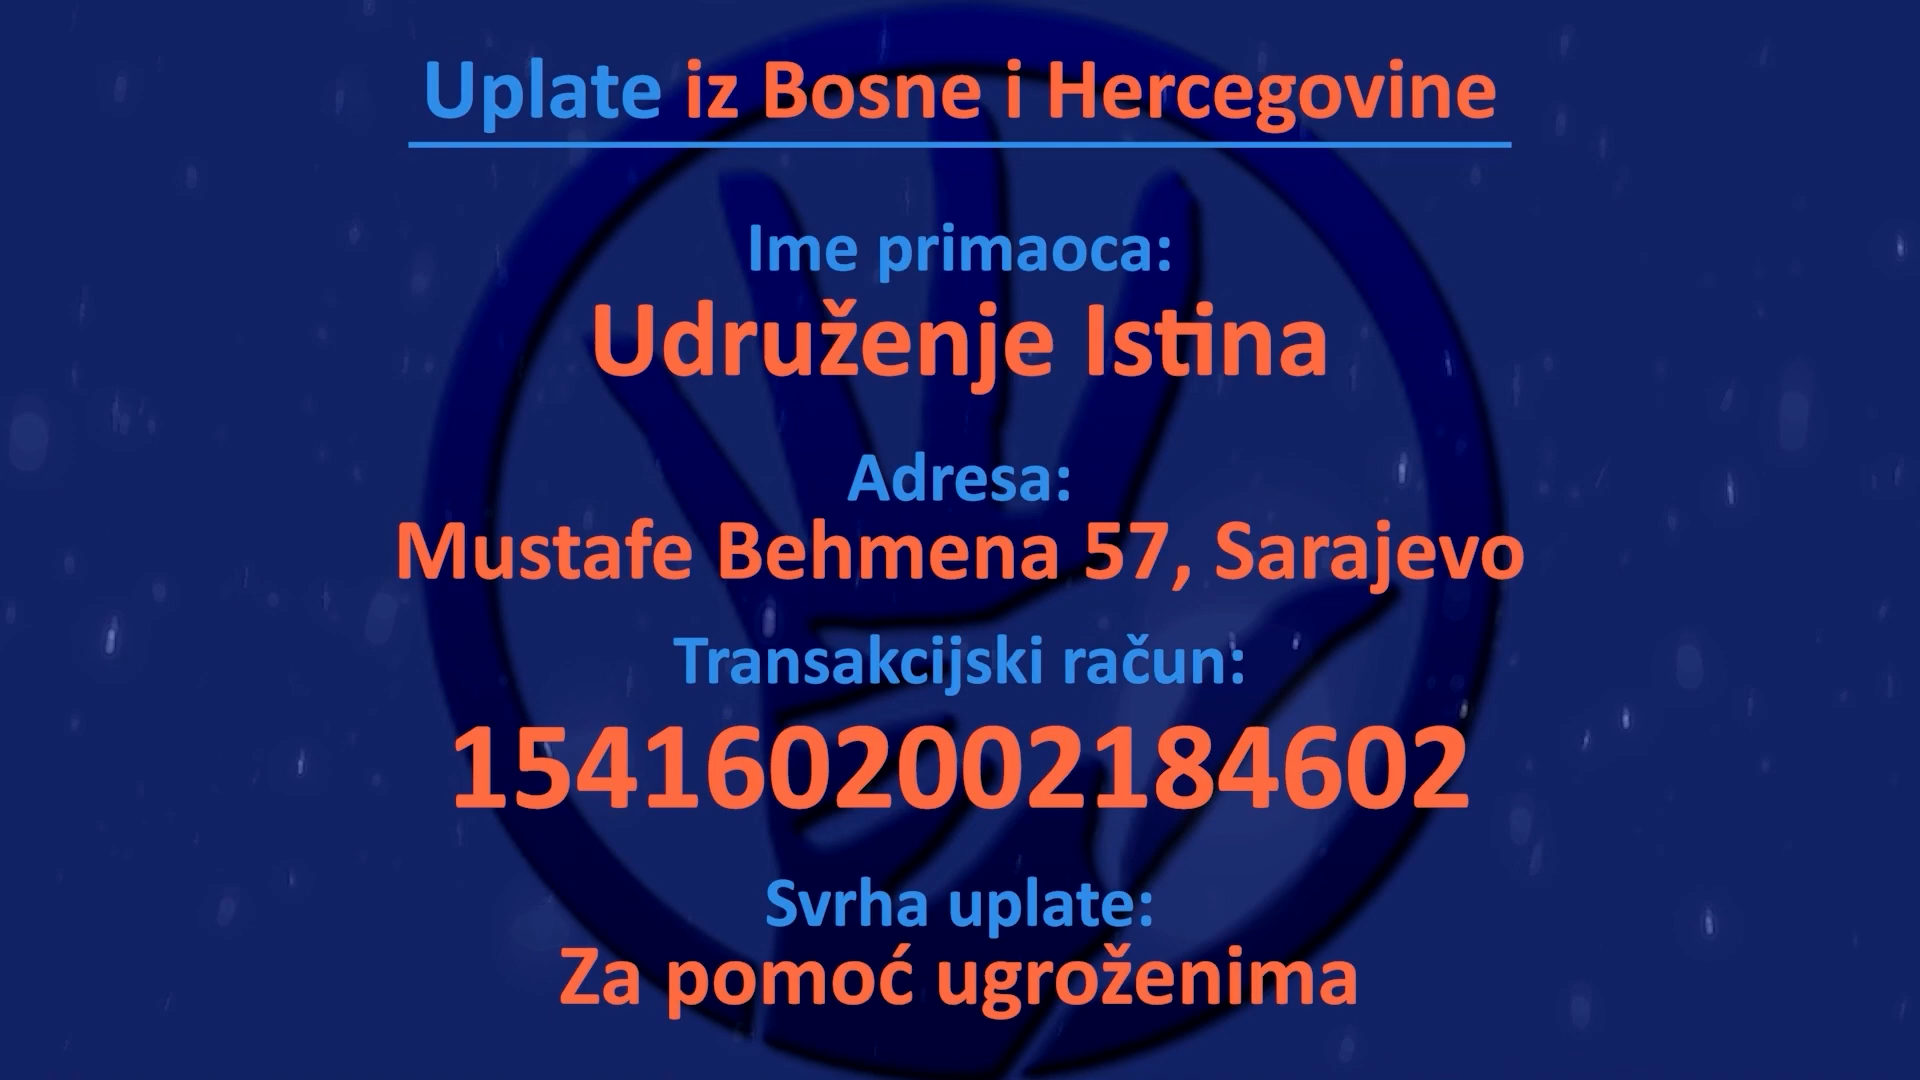 Uplate iz Bosne i Hercegovine
Ime primaoca:
Udruženje Istina
Adresa:
Mustafe Behmena 57, Sarajevo
Transakcijski račun:
1541602002184602
Svrha uplate:
Za pomoć ugroženima